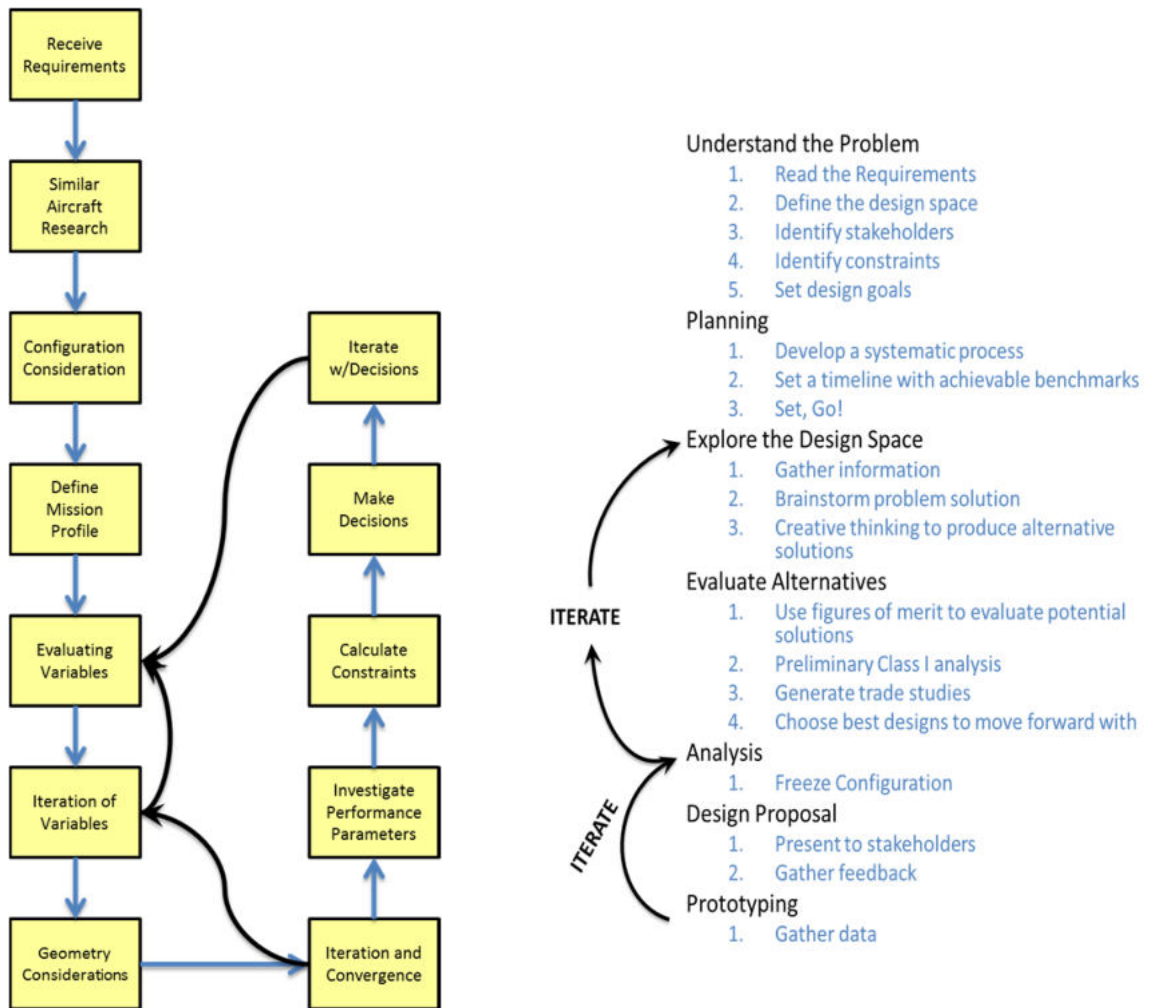 Receive
Requirements
Similar
Aircraft
Research
Configuration
Consideration
Define
Mission
Profile
Evaluating
Variables
Iteration of
Variables
Geometry
Considerations
Iterate
w/Decisions
Make
Decisions
Calculate
Constraints
Investigate
Performance
Parameters
Iteration and
Convergence
Understand the Problem
1. Read the Requirements
2. Define the design space
3. Identify stakeholders
4. Identify constraints
5. Set design goals
Planning
1. Develop a systematic process
2. Set a timeline with achievable benchmarks
3. Set, Go!
Explore the Design Space
1. Gather information
2. Brainstorm problem solution
3. Creative thinking to produce alternative
solutions
Evaluate Alternatives
1. Use figures of merit to evaluate potential
solutions
2. Preliminary Class I analysis
3. Generate trade studies
4. Choose best designs to move forward with
Analysis
1. Freeze Configuration
Design Proposal
1. Present to stakeholders
2. Gather feedback
Prototyping
1. Gather data
ITERATE
ITERATE